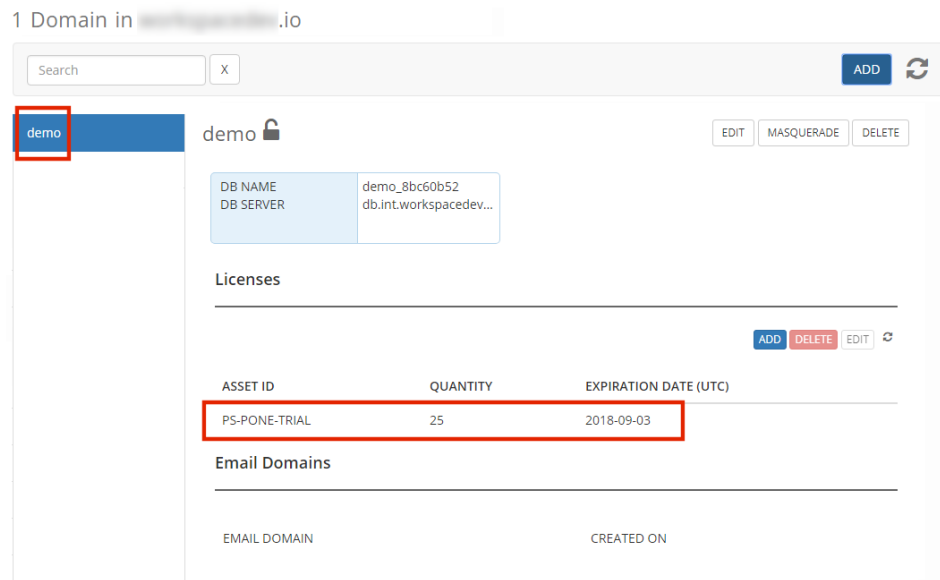 1 Domain in .io
Search
X
ADD
demo
demo
EDIT
MASQUERADE
DELETE
DB NAME demo_8bc60b52
DB SERVER db.int.workspacedev...
Licenses
ADD DELETE EDIT
ASSET ID QUANTITY EXPIRATION DATE (UTC)
PS-PONE-TRIAL 25 2018-09-03
Email Domains
EMAIL DOMAIN CREATED ON